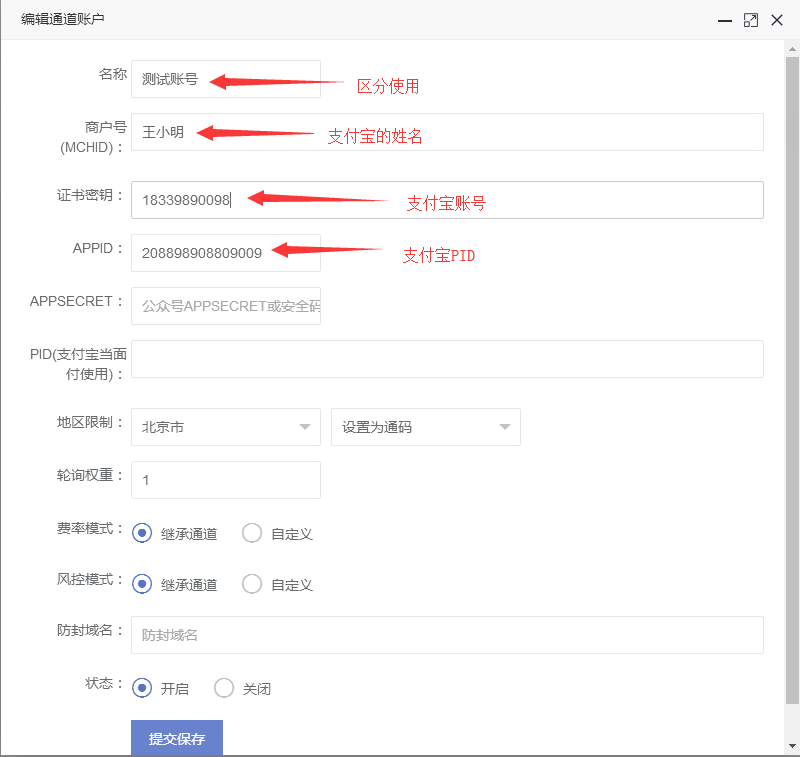 编辑通道账户
名称 测试账号 区分使用
商户号
(MCHID)： 王小明 支付宝的姓名
证书密钥： 18339890098 支付宝账号
APPID： 208898908809009 支付宝PID
APPSECRET： 公众号APPSECRET或安全码
PID(支付宝当面
付使用)：
地区限制： 北京市 设置为通码
轮询权重： 1
费率模式： 继承通道 自定义
风控模式： 继承通道 自定义
防封域名： 防封域名
状态： 开启 关闭
提交保存